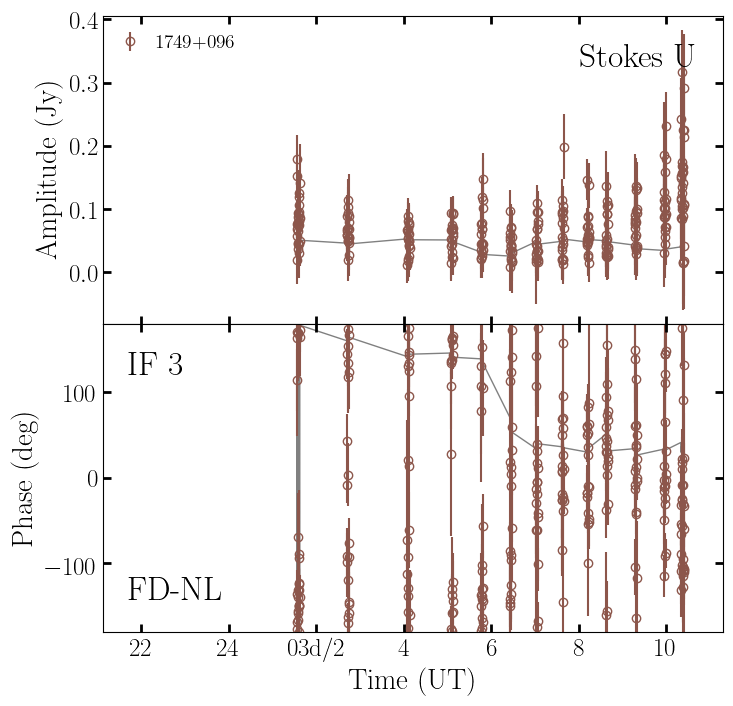 0.4
1749+096
Stokes U
0.3
0.2
0.1
0.0
Amplitude (Jy)
IF 3
100
0
−100
Phase (deg)
FD-NL
22 24 03d/2 4 6 8 10
Time (UT)